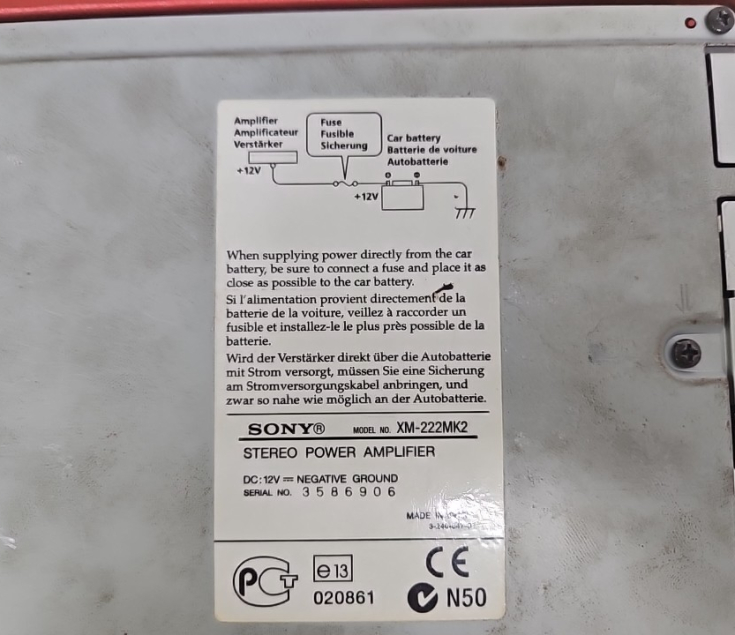 Amplifier
Amplificateur
Verstärker
Fuse
Fusible
Sicherung
Car battery
Batterie de voiture
Autobatterie
+12V
+12V
When supplying power directly from the car
battery, be sure to connect a fuse and place it as
close as possible to the car battery.
Si l'alimentation provient directement de la
batterie de la voiture, veillez à raccorder un
fusible et installez-le le plus près possible de la
batterie.
Wird der Verstärker direkt über die Autobatterie
mit Strom versorgt, müssen Sie eine Sicherung
am Stromversorgungskabel anbringen, und
zwar so nahe wie möglich an der Autobatterie.
SONY® MODEL NO. XM-222MK2
STEREO POWER AMPLIFIER
DC:12V ⎓ NEGATIVE GROUND
SERIAL NO. 3586906
MADE
PCT e 13 CE
020861 N50